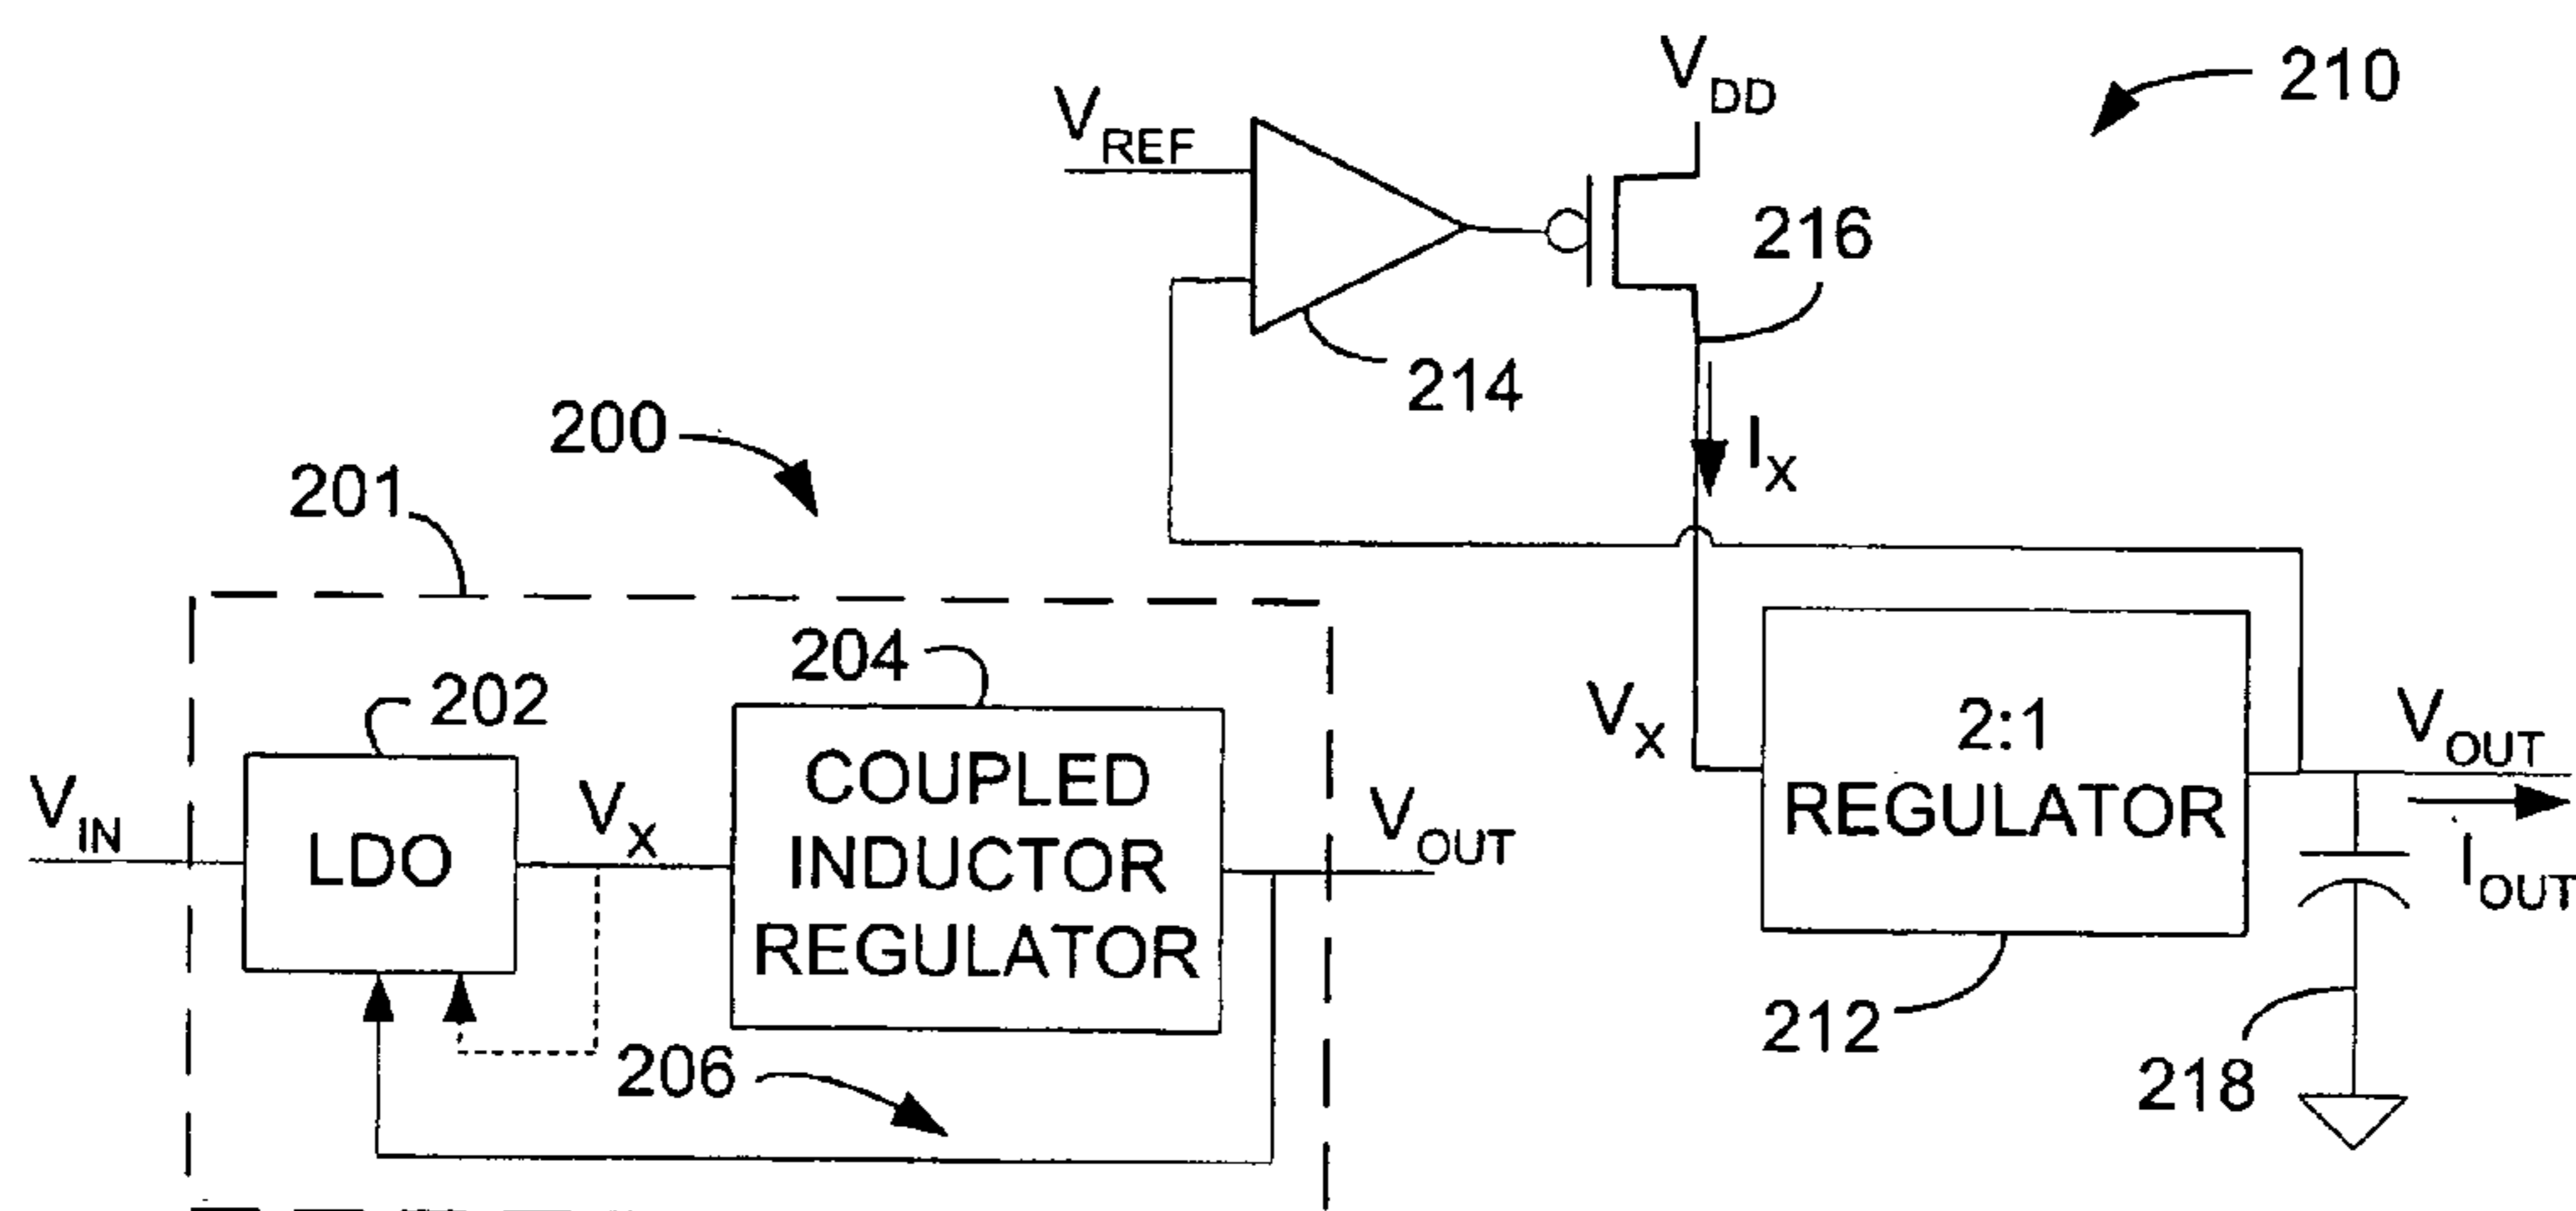 V_DD
210
V_REF
216
214
200
I_X
201
204
202
V_X
2:1
REGULATOR
V_OUT
COUPLED
INDUCTOR
REGULATOR
V_IN
LDO
V_X
V_OUT
I_OUT
212
206
218